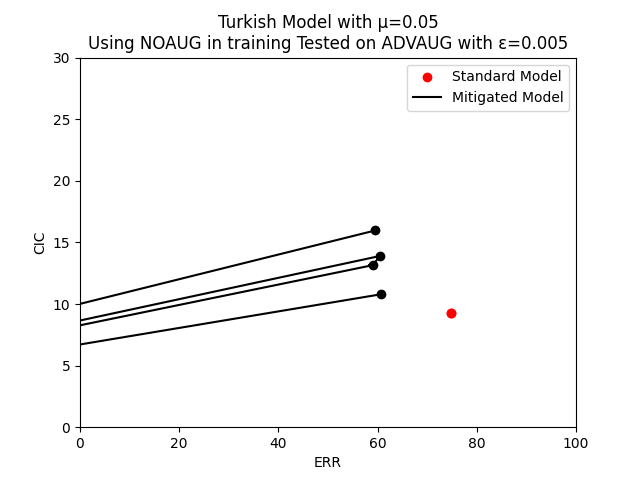 Turkish Model with μ=0.05
Using NOAUG in training Tested on ADVAUG with ε=0.005
30
25
20
15
10
5
0
CIC
0 20 40 60 80 100
ERR
Standard Model
Mitigated Model